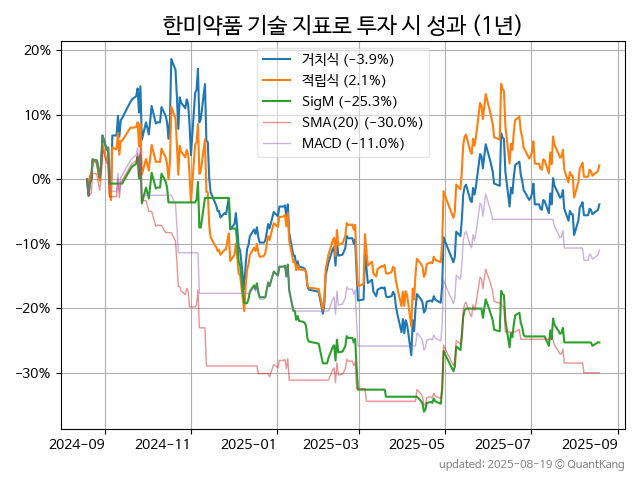 한미약품 기술 지표로 투자 시 성과 (1년)
거치식 (−3.9%)
적립식 (2.1%)
SigM (−25.3%)
SMA(20) (−30.0%)
MACD (−11.0%)
20%
10%
0%
−10%
−20%
−30%
2024-09 2024-11 2025-01 2025-03 2025-05 2025-07 2025-09
updated: 2025-08-19 © QuantKang